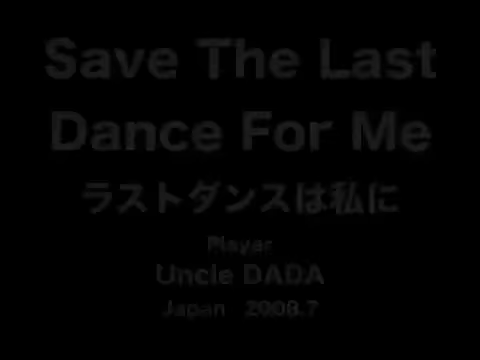 Save The Last
Dance For Me
ラストダンスは私に
Player
Uncle DADA
Japan 2008.7